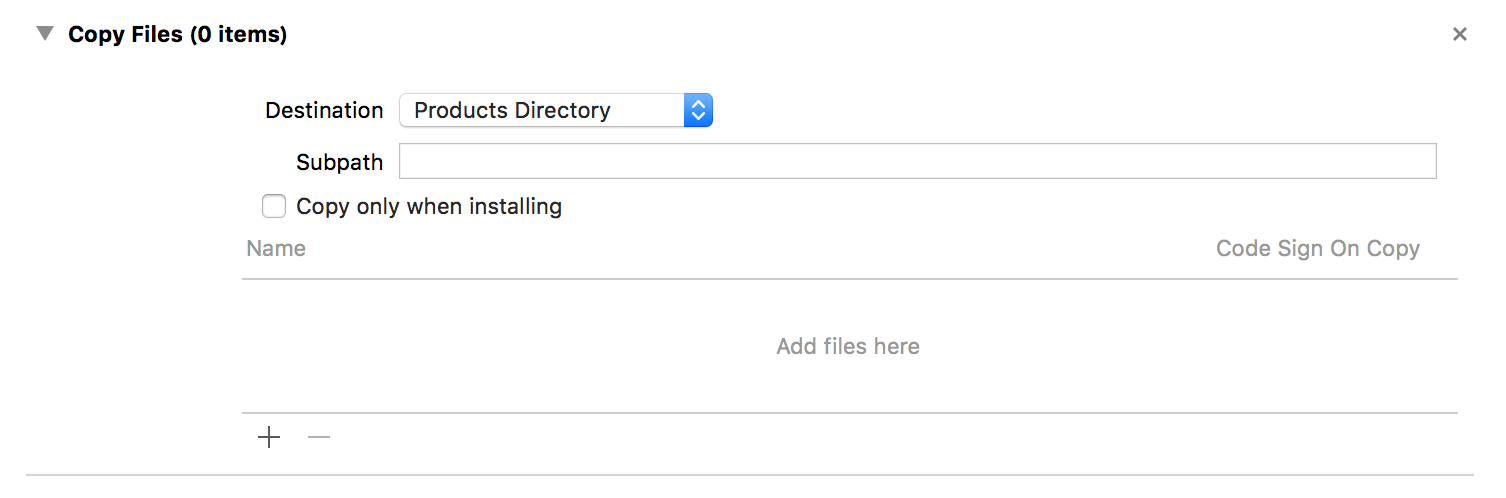 Copy Files (0 items)
Destination Products Directory
Subpath
Copy only when installing
Name Code Sign On Copy
Add files here